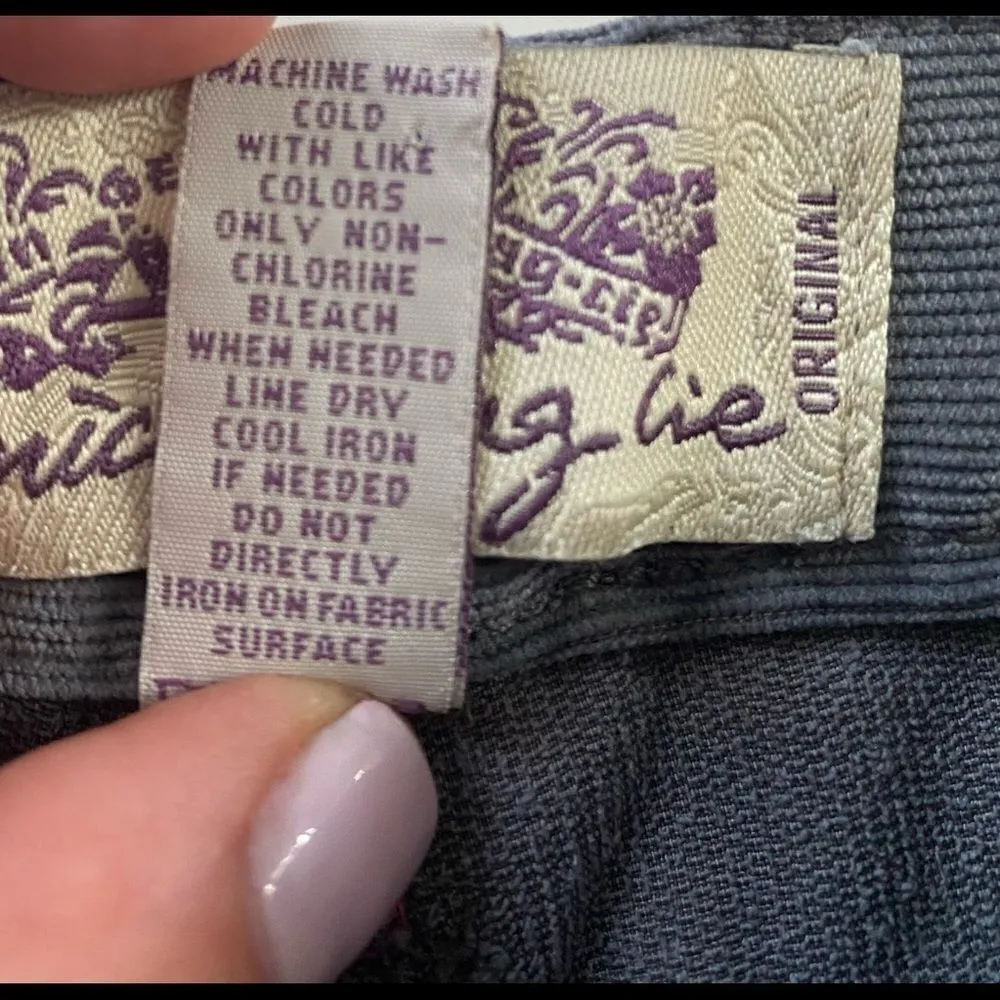 MACHINE WASH
COLD
WITH LIKE
COLORS
ONLY NON-
CHLORINE
BLEACH
WHEN NEEDED
LINE DRY
COOL IRON
IF NEEDED
DO NOT
DIRECTLY
IRON ON FABRIC
SURFACE
lie
ORIGINAL